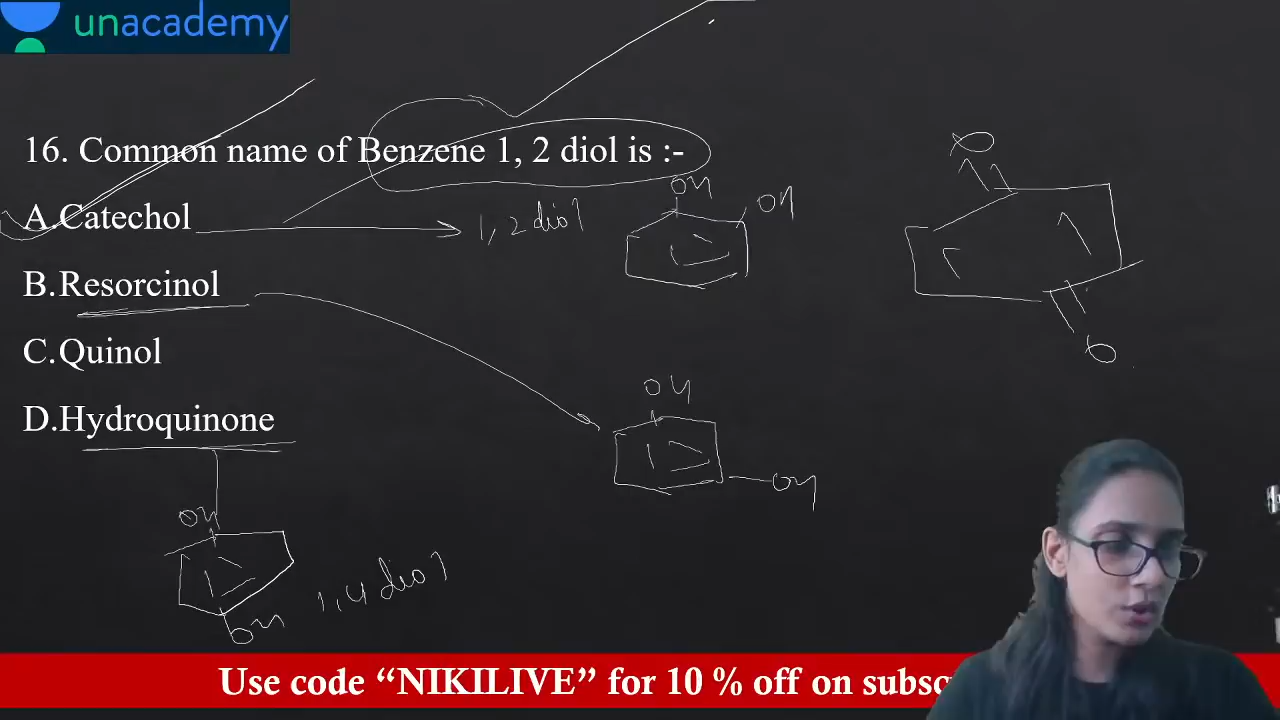 unacademy
16. Common name of Benzene 1, 2 diol is :-
A.Catechol
1, 2 diol
OH
OH
B.Resorcinol
C.Quinol
D.Hydroquinone
OH
OH
OH
OH
1,4 diol
O
O
Use code “NIKILIVE” for 10 % off on subsc